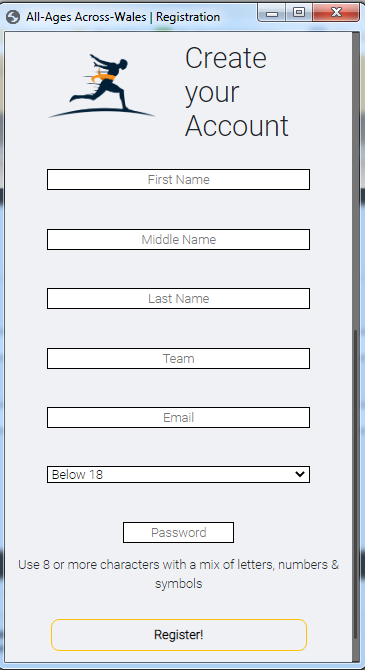 All-Ages Across-Wales | Registration
Create
your
Account
First Name
Middle Name
Last Name
Team
Email
Below 18
Password
Use 8 or more characters with a mix of letters, numbers &
symbols
Register!